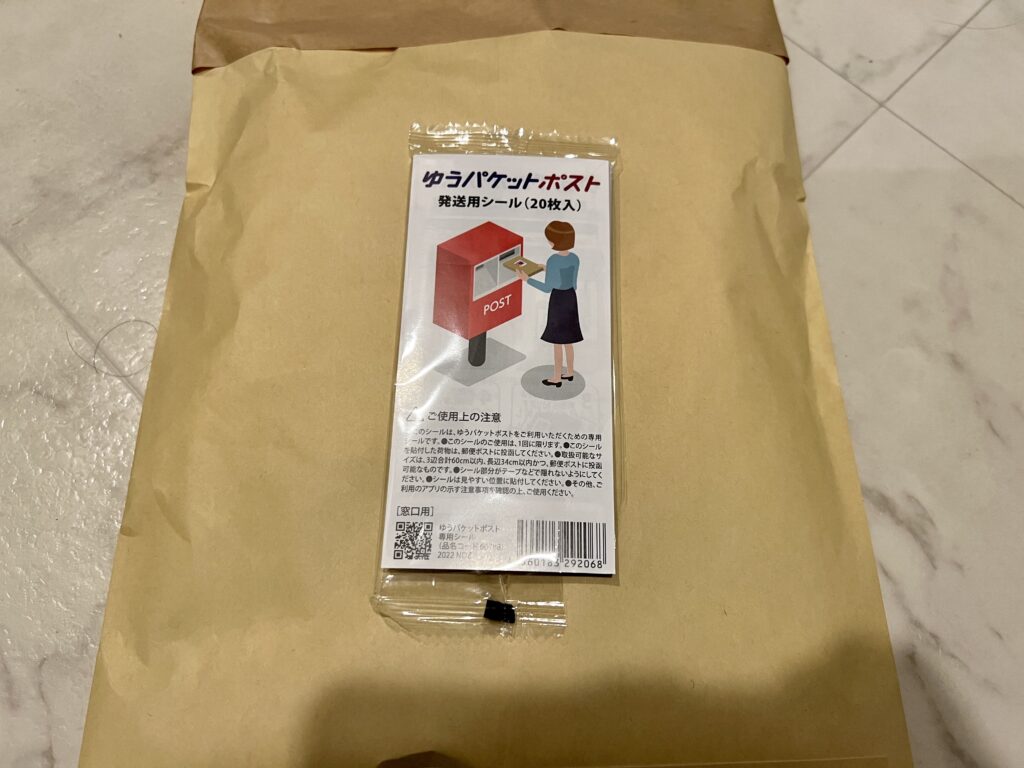 ゆうパケットポスト
発送用シール(20枚入)
POST
ご使用上の注意
このシールは、ゆうパケットポストをご利用いただくための専用
シールです。●このシールのご使用は、1回に限ります。●このシール
を貼付した荷物は、郵便ポストに投函してください。●取扱可能なサ
イズは、3辺合計60cm以内、長辺34cm以内かつ、郵便ポストに投函
可能なものです。●シール部分がテープなどで隠れないようにしてく
ださい。●シールは見やすい位置に貼付してください。●その他、ご
利用のアプリの示す注意事項を確認の上、ご使用ください。
[窓口用]
ゆうパケットポスト
専用シール
(品名コード
2022
292068